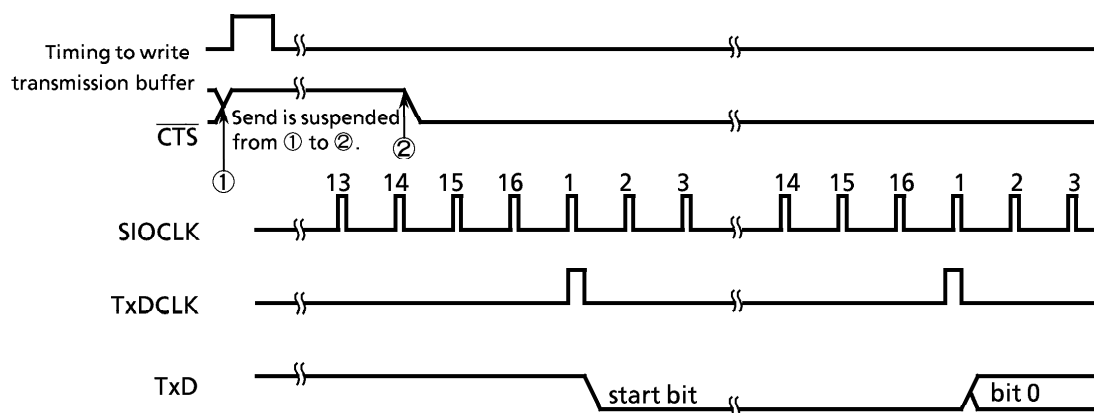 Timing to write
transmission buffer
CTS
Send is suspended
from ① to ②.
① ②
13 14 15 16 1 2 3 14 15 16 1 2 3
SIOCLK
TxDCLK
TxD
start bit bit 0